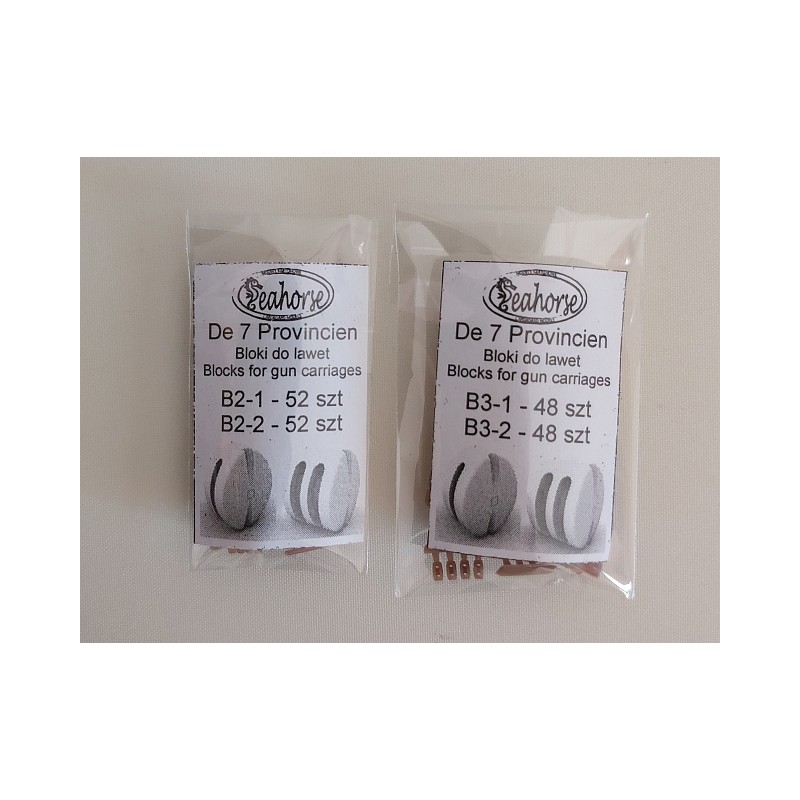 Seahorse
De 7 Provincien
Bloki do lawet
Blocks for gun carriages
B2-1 - 52 szt
B2-2 - 52 szt
Seahorse
De 7 Provincien
Bloki do lawet
Blocks for gun carriages
B3-1 - 48 szt
B3-2 - 48 szt